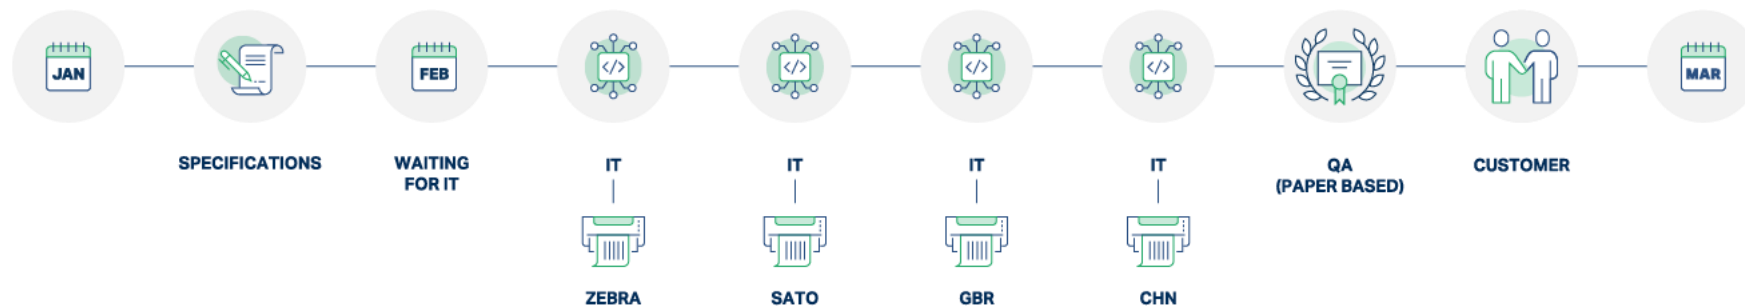 JAN
FEB
</>
</>
</>
</>
MAR
SPECIFICATIONS
WAITING
FOR IT
IT
IT
IT
IT
QA
(PAPER BASED)
CUSTOMER
ZEBRA
SATO
GBR
CHN